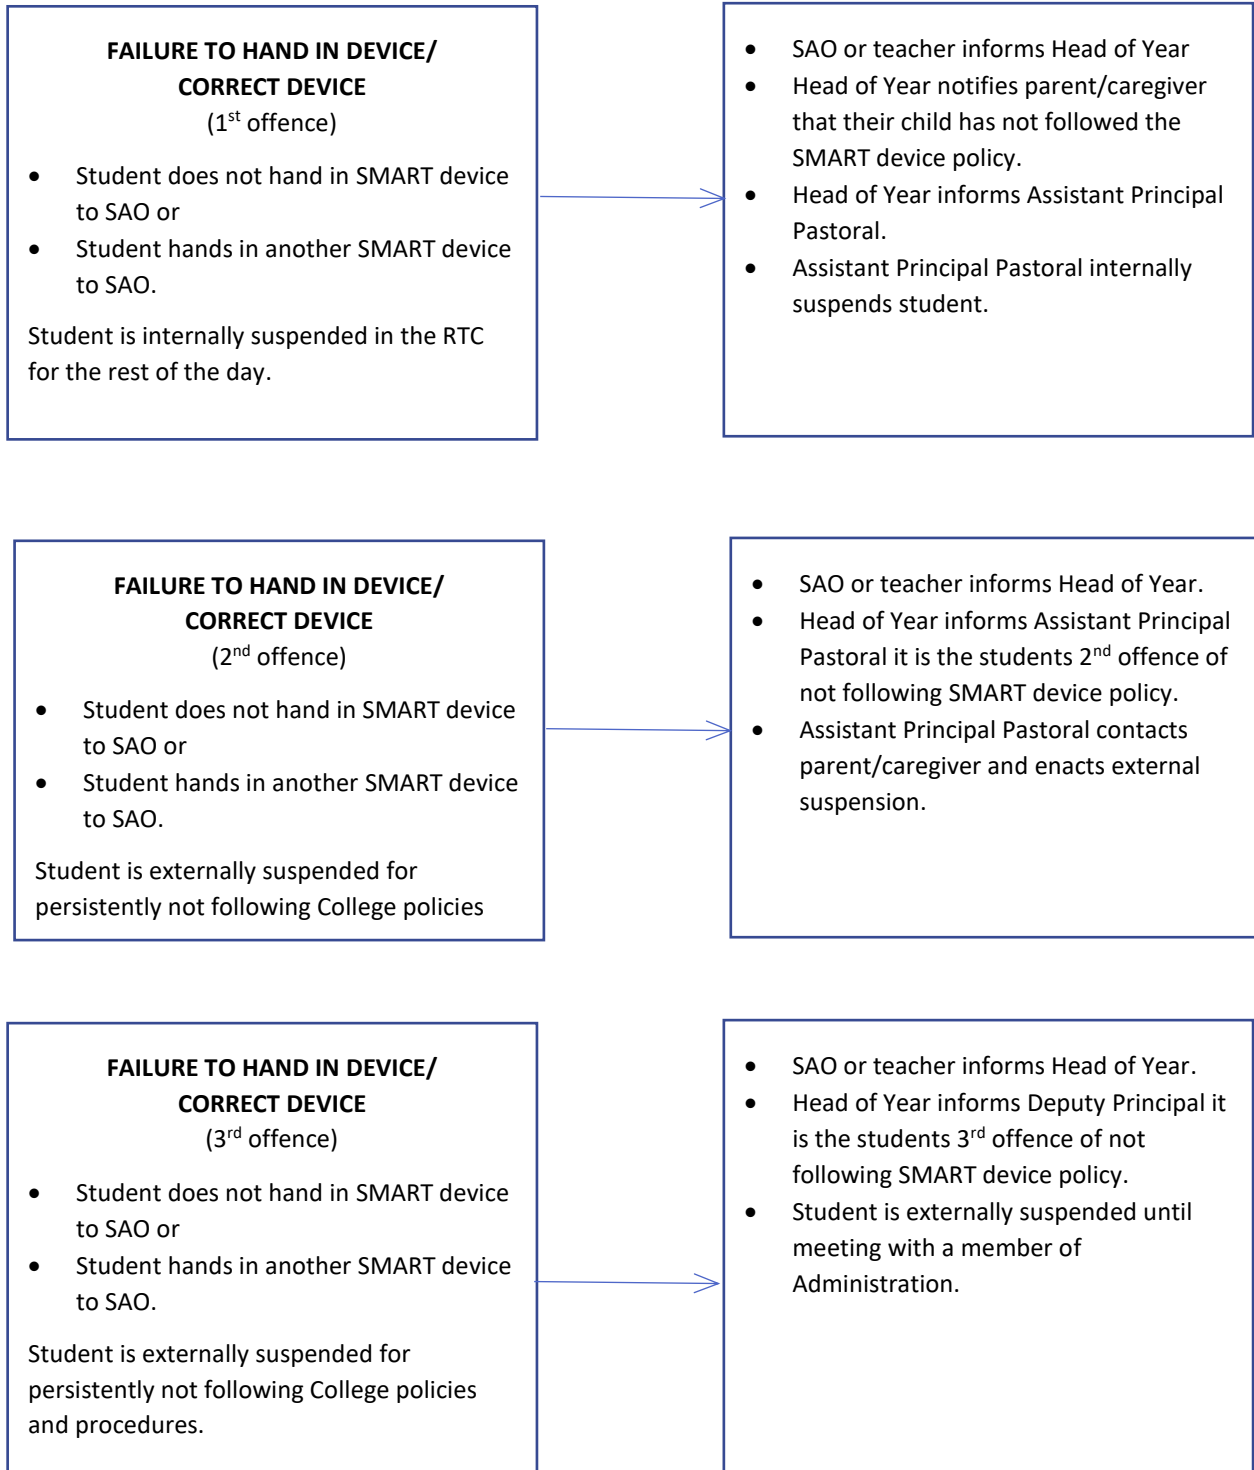 FAILURE TO HAND IN DEVICE/
CORRECT DEVICE
(1st offence)
• Student does not hand in SMART device
to SAO or
• Student hands in another SMART device
to SAO.
Student is internally suspended in the RTC
for the rest of the day.
• SAO or teacher informs Head of Year
• Head of Year notifies parent/caregiver
that their child has not followed the
SMART device policy.
• Head of Year informs Assistant Principal
Pastoral.
• Assistant Principal Pastoral internally
suspends student.
FAILURE TO HAND IN DEVICE/
CORRECT DEVICE
(2nd offence)
• Student does not hand in SMART device
to SAO or
• Student hands in another SMART device
to SAO.
Student is externally suspended for
persistently not following College policies
• SAO or teacher informs Head of Year.
• Head of Year informs Assistant Principal
Pastoral it is the students 2nd offence of
not following SMART device policy.
• Assistant Principal Pastoral contacts
parent/caregiver and enacts external
suspension.
FAILURE TO HAND IN DEVICE/
CORRECT DEVICE
(3rd offence)
• Student does not hand in SMART device
to SAO or
• Student hands in another SMART device
to SAO.
Student is externally suspended for
persistently not following College policies
and procedures.
• SAO or teacher informs Head of Year.
• Head of Year informs Deputy Principal it
is the students 3rd offence of not
following SMART device policy.
• Student is externally suspended until
meeting with a member of
Administration.